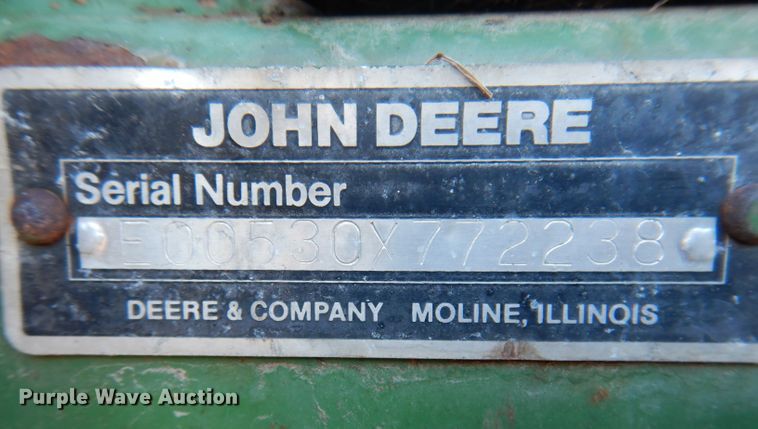 JOHN DEERE
Serial Number
E00530X772238
DEERE & COMPANY MOLINE, ILLINOIS
Purple Wave Auction